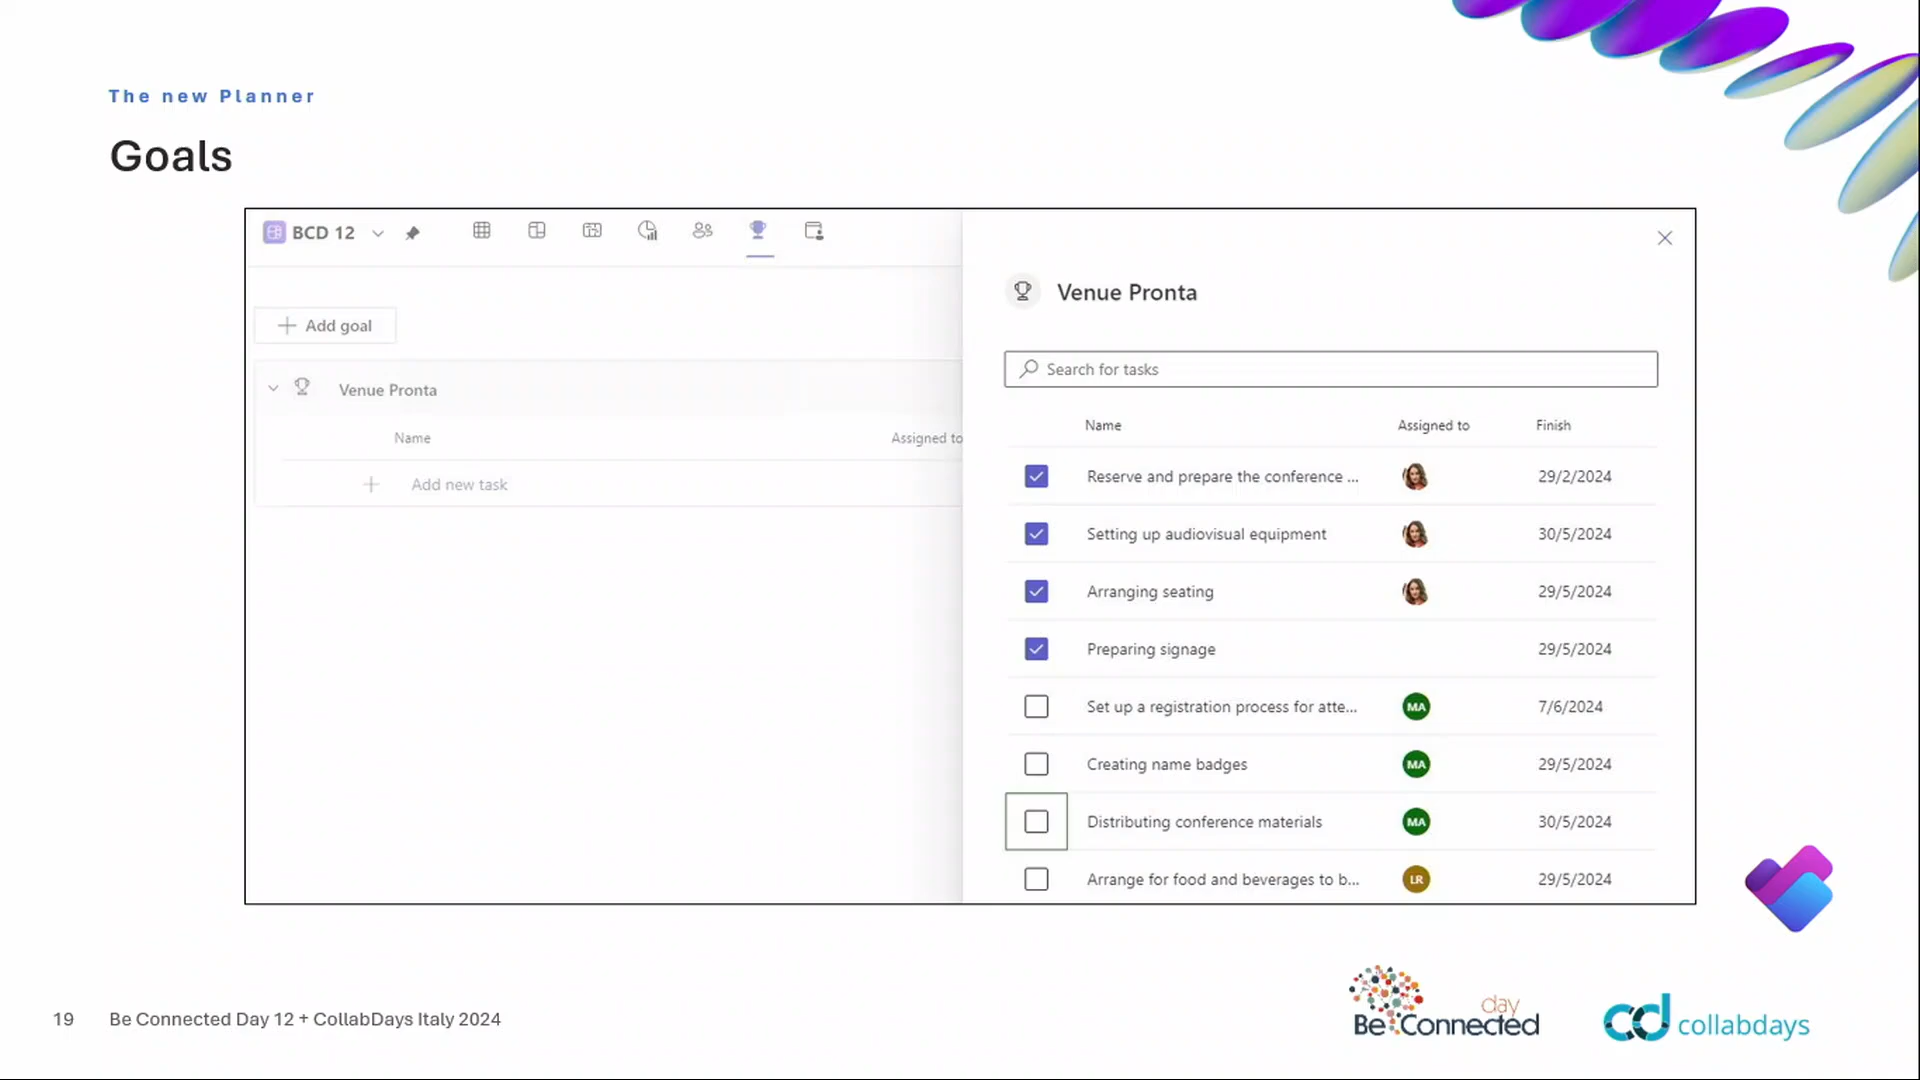 The new Planner
Goals
BCD 12
Add goal
Venue Pronta
Name Assigned to
Add new task
Venue Pronta
Search for tasks
Name Assigned to Finish
Reserve and prepare the conference ... 29/2/2024
Setting up audiovisual equipment 30/5/2024
Arranging seating 29/5/2024
Preparing signage 29/5/2024
Set up a registration process for atte... MA 7/6/2024
Creating name badges MA 29/5/2024
Distributing conference materials MA 30/5/2024
Arrange for food and beverages to b... LR 29/5/2024
19 Be Connected Day 12 + CollabDays Italy 2024
day
Be Connected
cd collabdays